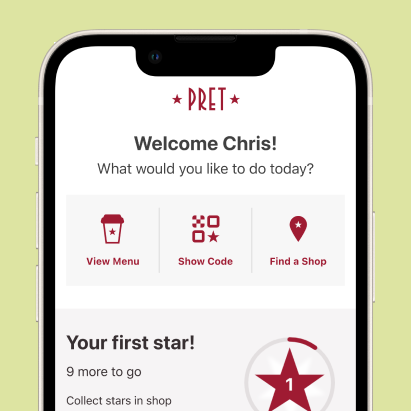 PRET
Welcome Chris!
What would you like to do today?
View Menu
Show Code
Find a Shop
Your first star!
9 more to go
1
Collect stars in shop